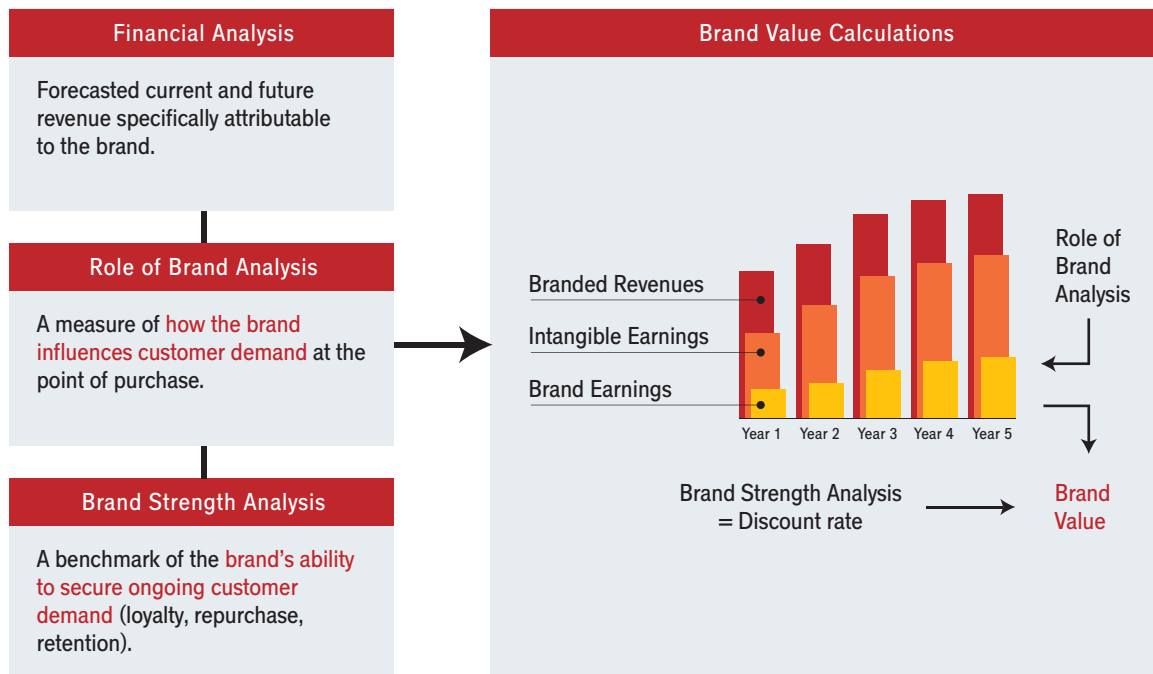 Financial Analysis
Forecasted current and future
revenue specifically attributable
to the brand.
Role of Brand Analysis
A measure of how the brand
influences customer demand at the
point of purchase.
Brand Strength Analysis
A benchmark of the brand’s ability
to secure ongoing customer
demand (loyalty, repurchase,
retention).
Brand Value Calculations
Branded Revenues
Intangible Earnings
Brand Earnings
Year 1 Year 2 Year 3 Year 4 Year 5
Role of
Brand
Analysis
Brand Strength Analysis
= Discount rate
Brand
Value